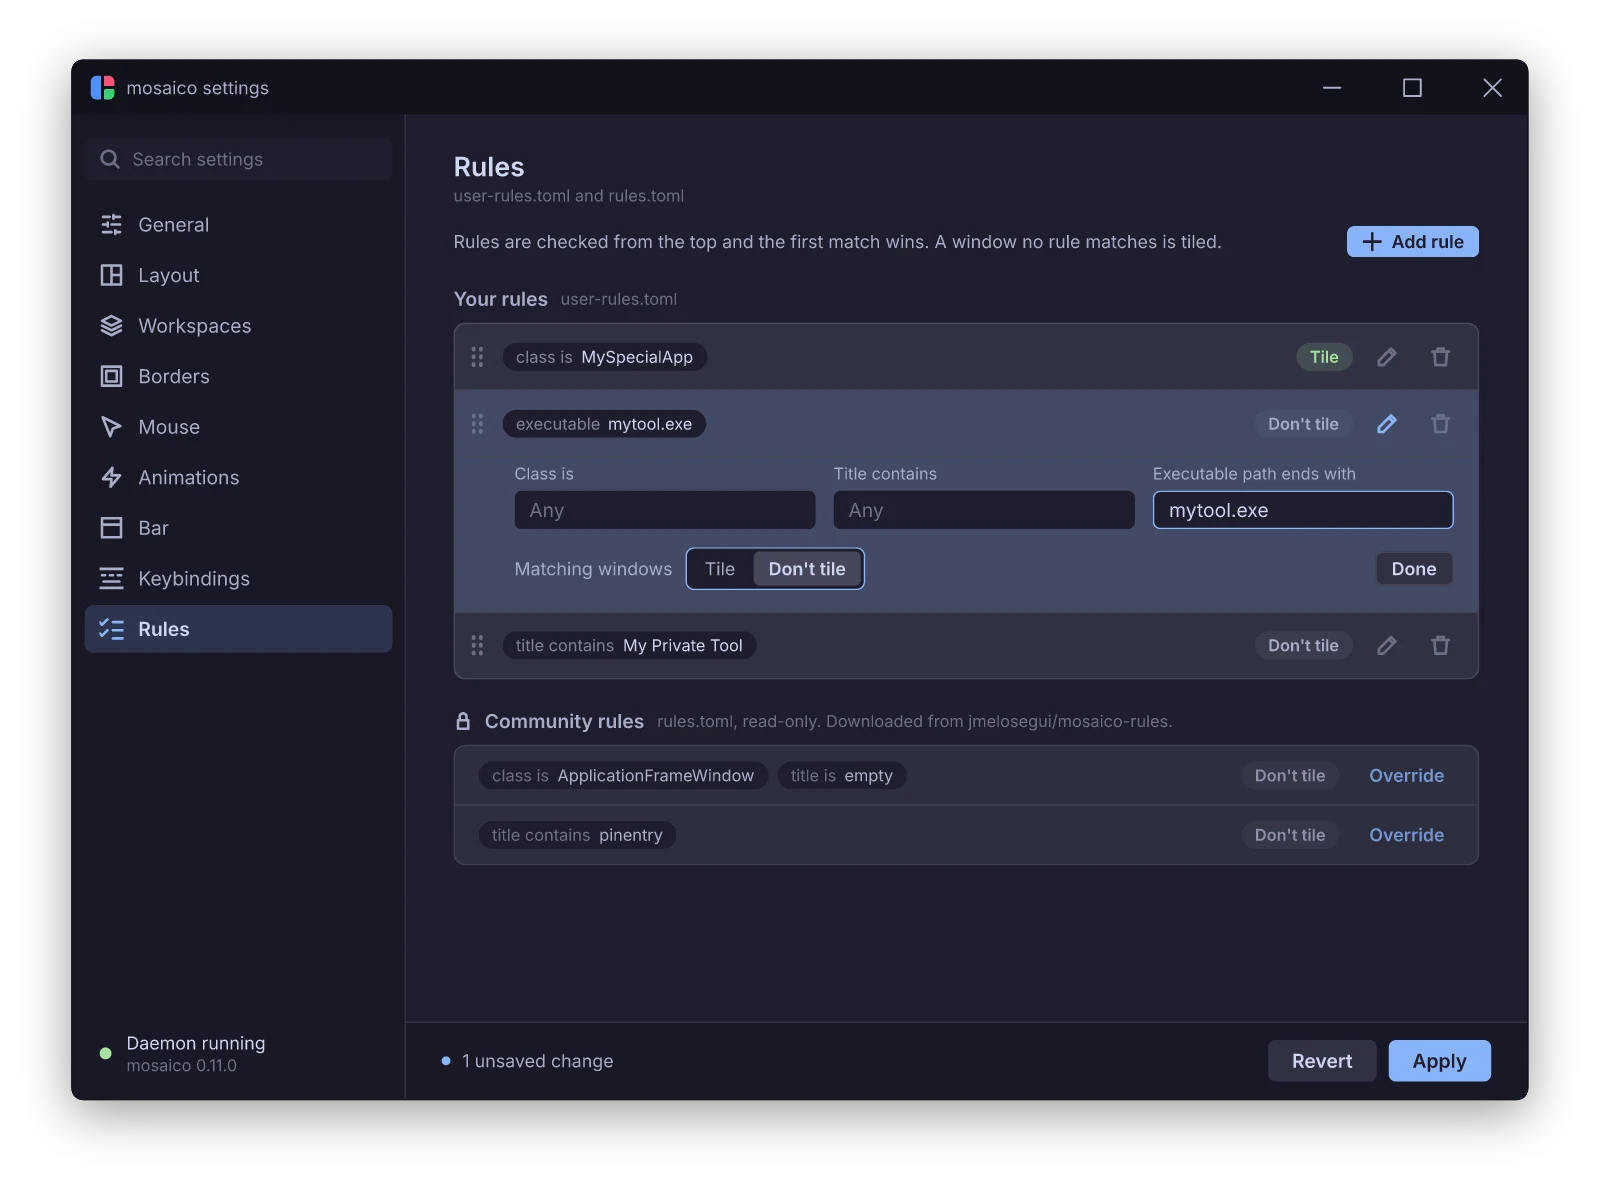 mosaico settings
Search settings
General
Layout
Workspaces
Borders
Mouse
Animations
Bar
Keybindings
Rules
Daemon running
mosaico 0.11.0
Rules
user-rules.toml and rules.toml
Rules are checked from the top and the first match wins. A window no rule matches is tiled.
Add rule
Your rules user-rules.toml
class is MySpecialApp Tile
executable mytool.exe Don't tile
Class is Title contains Executable path ends with
Any Any mytool.exe
Matching windows Tile Don't tile Done
title contains My Private Tool Don't tile
Community rules rules.toml, read-only. Downloaded from jmelosegui/mosaico-rules.
class is ApplicationFrameWindow title is empty Don't tile Override
title contains pinentry Don't tile Override
1 unsaved change Revert Apply